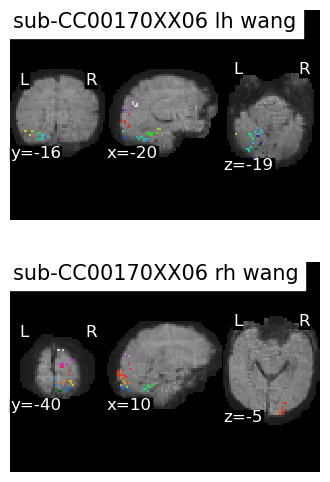 sub-CC00170XX06 lh wang
L R L R
y=-16 x=-20 z=-19
sub-CC00170XX06 rh wang
L R L R
y=-40 x=10 z=-5